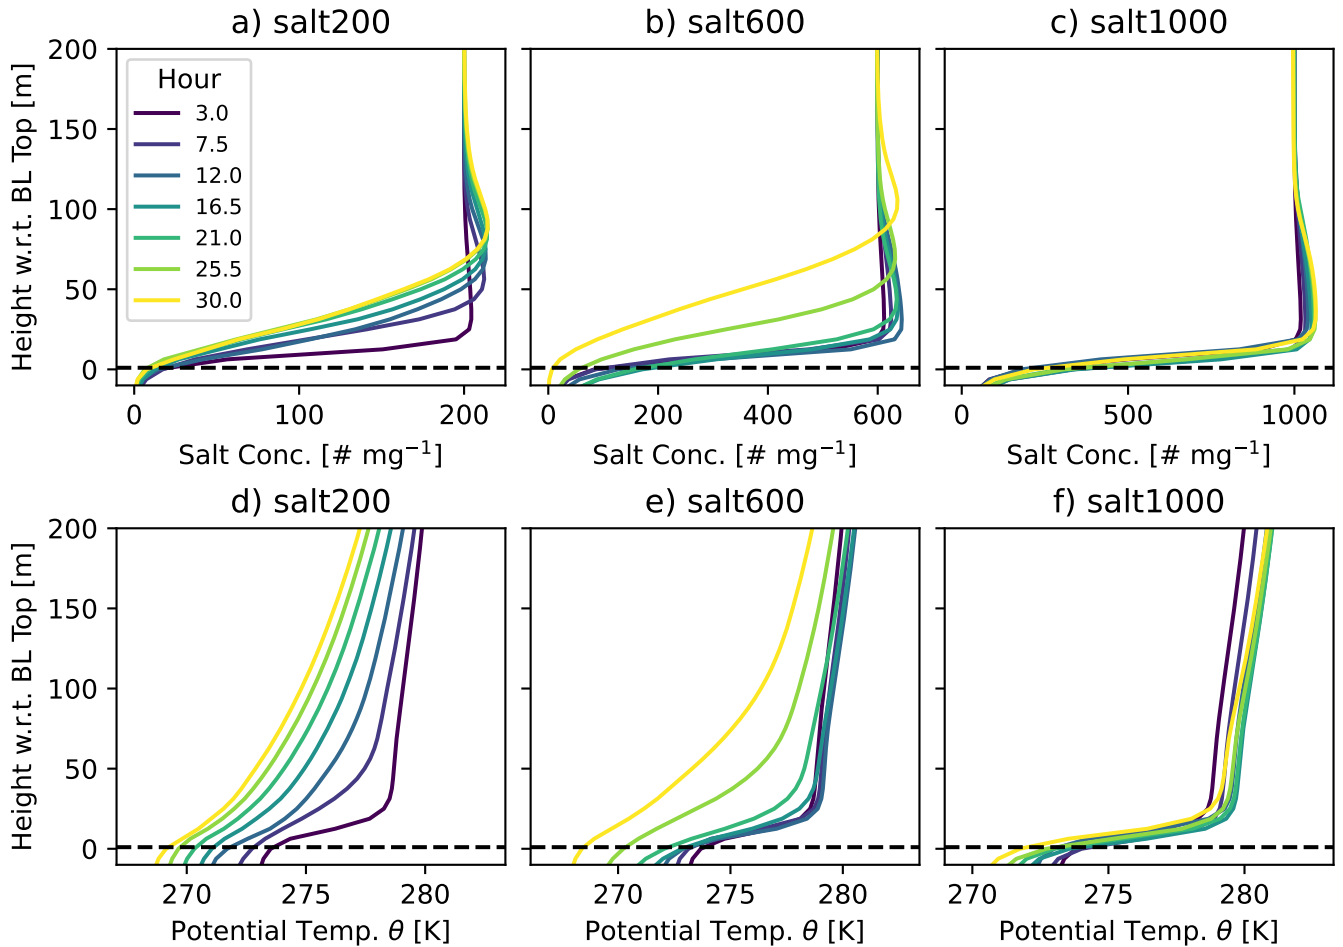 a) salt200
b) salt600
c) salt1000
Height w.r.t. BL Top [m]
200
150
100
50
0
Hour
3.0
7.5
12.0
16.5
21.0
25.5
30.0
0 100 200
0 200 400 600
0 500 1000
Salt Conc. [# mg⁻¹]
Salt Conc. [# mg⁻¹]
Salt Conc. [# mg⁻¹]
d) salt200
e) salt600
f) salt1000
Height w.r.t. BL Top [m]
200
150
100
50
0
270 275 280
270 275 280
270 275 280
Potential Temp. θ [K]
Potential Temp. θ [K]
Potential Temp. θ [K]